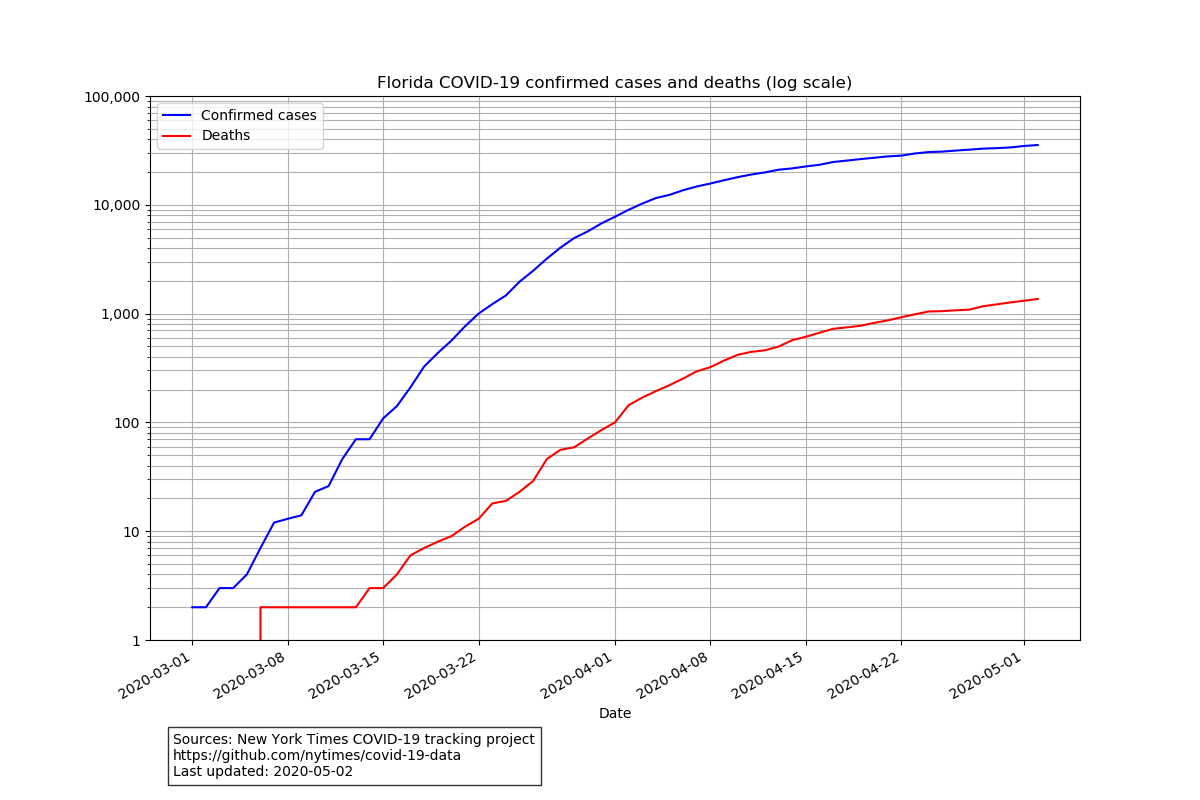 Florida COVID-19 confirmed cases and deaths (log scale)
100,000
10,000
1,000
100
10
1
Confirmed cases
Deaths
2020-03-01
2020-03-08
2020-03-15
2020-03-22
2020-04-01
2020-04-08
2020-04-15
2020-04-22
2020-05-01
Date
Sources: New York Times COVID-19 tracking project
https://github.com/nytimes/covid-19-data
Last updated: 2020-05-02